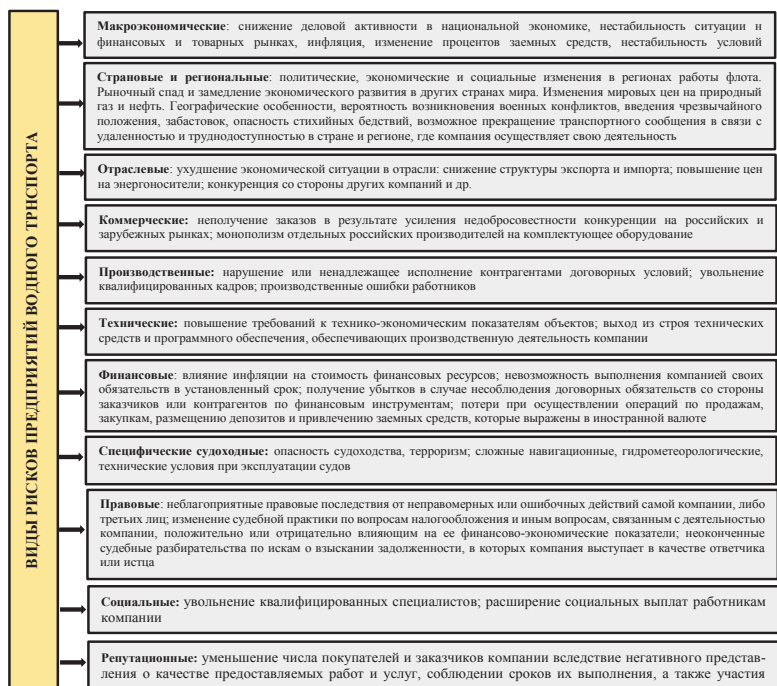 ВИДЫ РИСКОВ ПРЕДПРИЯТИЙ ВОДНОГО ТРНСПОРТА
Макроэкономические: снижение деловой активности в национальной экономике, нестабильность ситуации н
финансовых и товарных рынках, инфляция, изменение процентов заемных средств, нестабильность условий
Страновые и региональные: политические, экономические и социальные изменения в регионах работы флота.
Рыночный спад и замедление экономического развития в других странах мира. Изменения мировых цен на природный
газ и нефть. Географические особенности, вероятность возникновения военных конфликтов, введения чрезвычайного
положения, забастовок, опасность стихийных бедствий, возможное прекращение транспортного сообщения в связи с
удаленностью и труднодоступностью в стране и регионе, где компания осуществляет свою деятельность
Отраслевые: ухудшение экономической ситуации в отрасли: снижение структуры экспорта и импорта; повышение цен
на энергоносители; конкуренция со стороны других компаний и др.
Коммерческие: неполучение заказов в результате усиления недобросовестности конкуренции на российских и
зарубежных рынках; монополизм отдельных российских производителей на комплектующее оборудование
Производственные: нарушение или ненадлежащее исполнение контрагентами договорных условий; увольнение
квалифицированных кадров; производственные ошибки работников
Технические: повышение требований к технико-экономическим показателям объектов; выход из строя технических
средств и программного обеспечения, обеспечивающих производственную деятельность компании
Финансовые: влияние инфляции на стоимость финансовых ресурсов; невозможность выполнения компанией своих
обязательств в установленный срок; получение убытков в случае несоблюдения договорных обязательств со стороны
заказчиков или контрагентов по финансовым инструментам; потери при осуществлении операций по продажам,
закупкам, размещению депозитов и привлечению заемных средств, которые выражены в иностранной валюте
Специфические судоходные: опасность судоходства, терроризм; сложные навигационные, гидрометеорологические,
технические условия при эксплуатации судов
Правовые: неблагоприятные правовые последствия от неправомерных или ошибочных действий самой компании, либо
третьих лиц; изменение судебной практики по вопросам налогообложения и иным вопросам, связанным с деятельностью
компании, положительно или отрицательно влияющим на ее финансово-экономические показатели; неоконченные
судебные разбирательства по искам о взыскании задолженности, в которых компания выступает в качестве ответчика
или истца
Социальные: увольнение квалифицированных специалистов; расширение социальных выплат работникам
компании
Репутационные: уменьшение числа покупателей и заказчиков компании вследствие негативного представ-
ления о качестве предоставляемых работ и услуг, соблюдении сроков их выполнения, а также участия